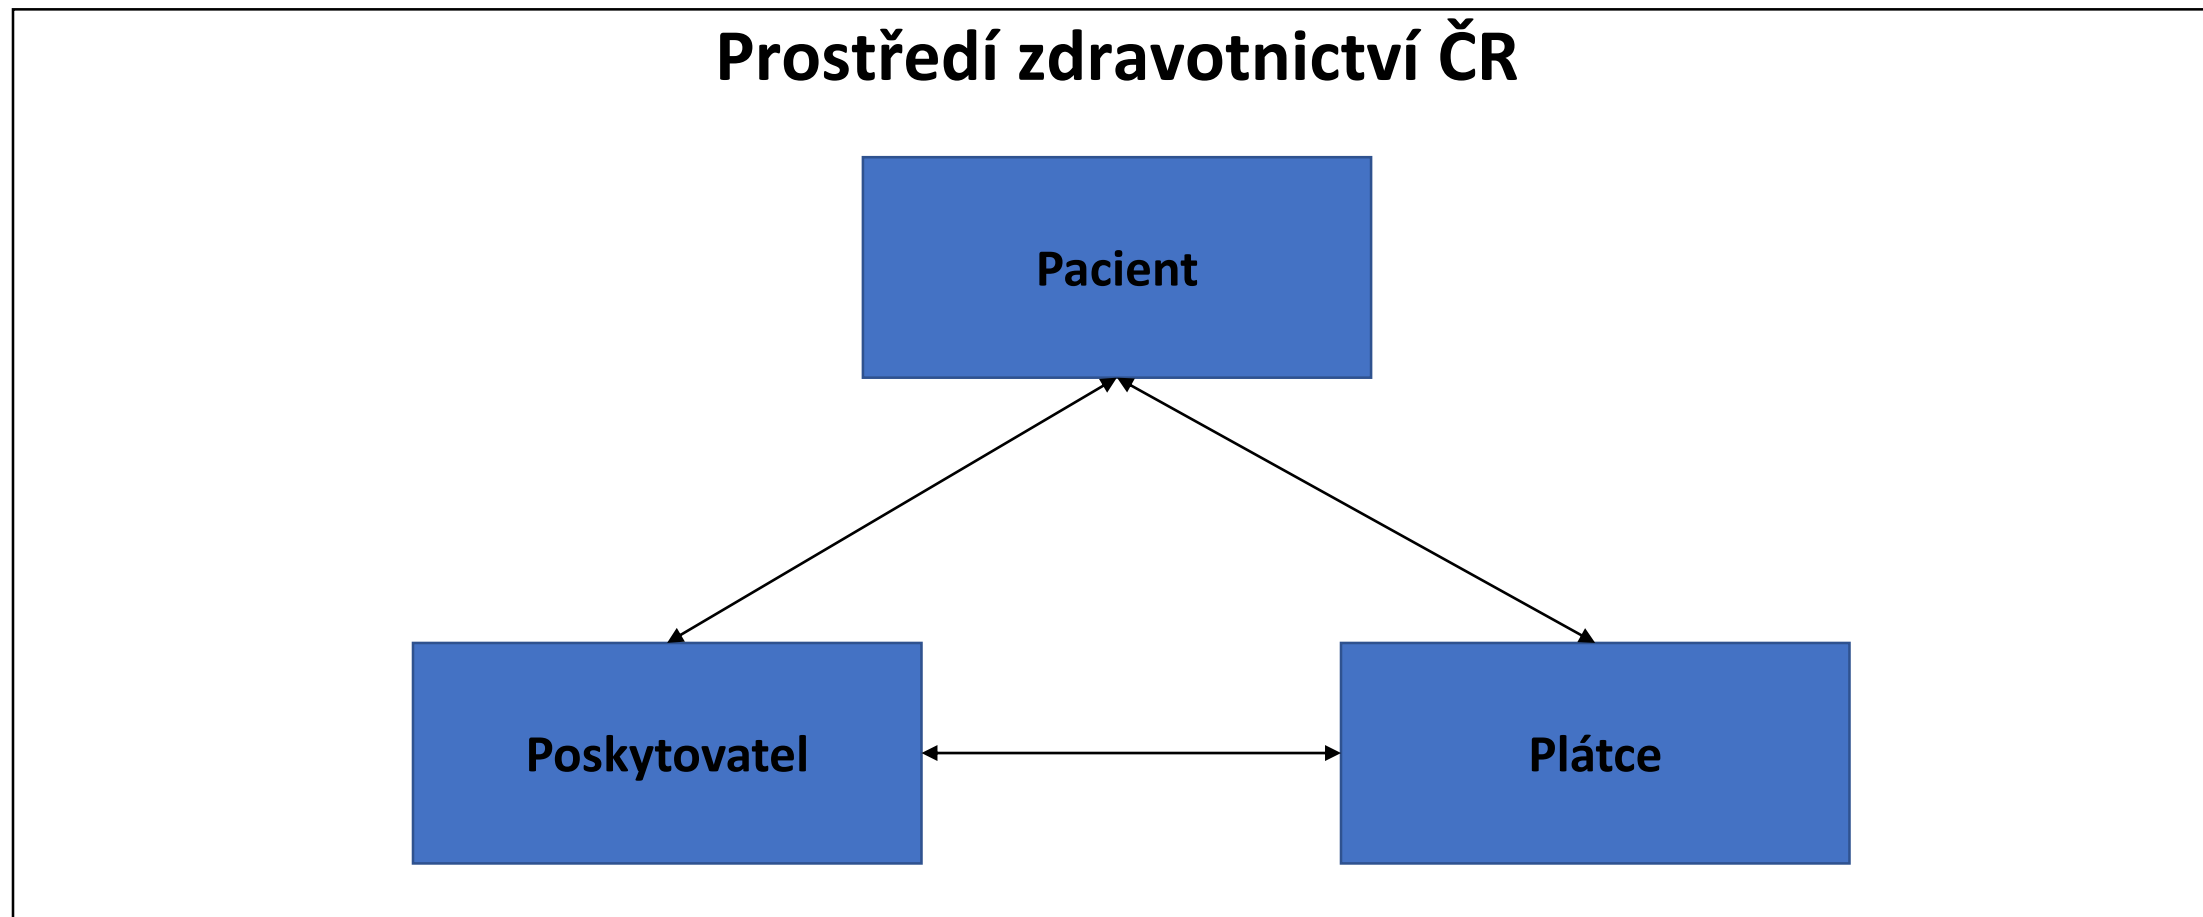 Prostředí zdravotnictví ČR
Pacient
Poskytovatel
Plátce